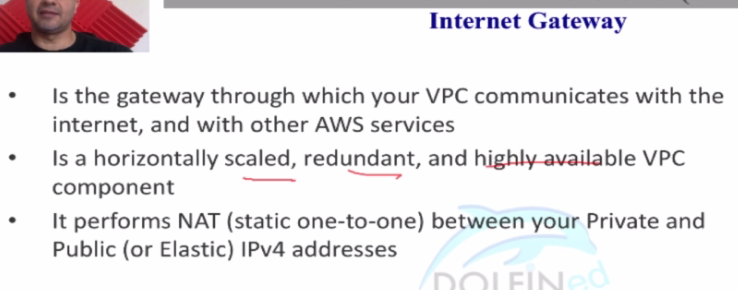 Internet Gateway
• Is the gateway through which your VPC communicates with the
internet, and with other AWS services
• Is a horizontally scaled, redundant, and highly available VPC
component
• It performs NAT (static one-to-one) between your Private and
Public (or Elastic) IPv4 addresses
DOLFINed